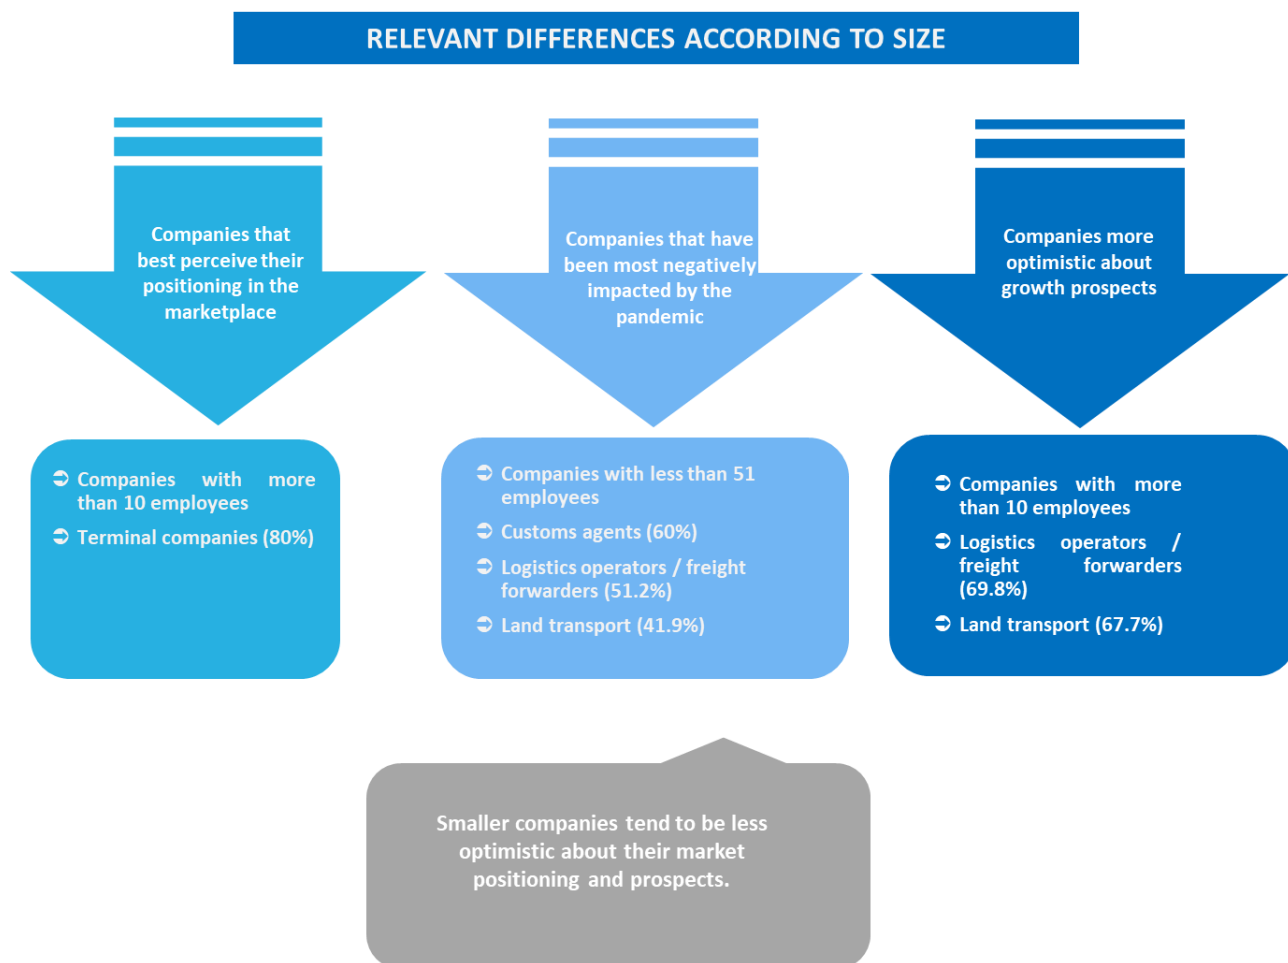 RELEVANT DIFFERENCES ACCORDING TO SIZE
Companies that
best perceive their
positioning in the
marketplace
Companies that have
been most negatively
impacted by the
pandemic
Companies more
optimistic about
growth prospects
Companies with more
than 10 employees
Terminal companies (80%)
Companies with less than 51
employees
Customs agents (60%)
Logistics operators / freight
forwarders (51.2%)
Land transport (41.9%)
Companies with more
than 10 employees
Logistics operators /
freight forwarders
(69.8%)
Land transport (67.7%)
Smaller companies tend to be less
optimistic about their market
positioning and prospects.